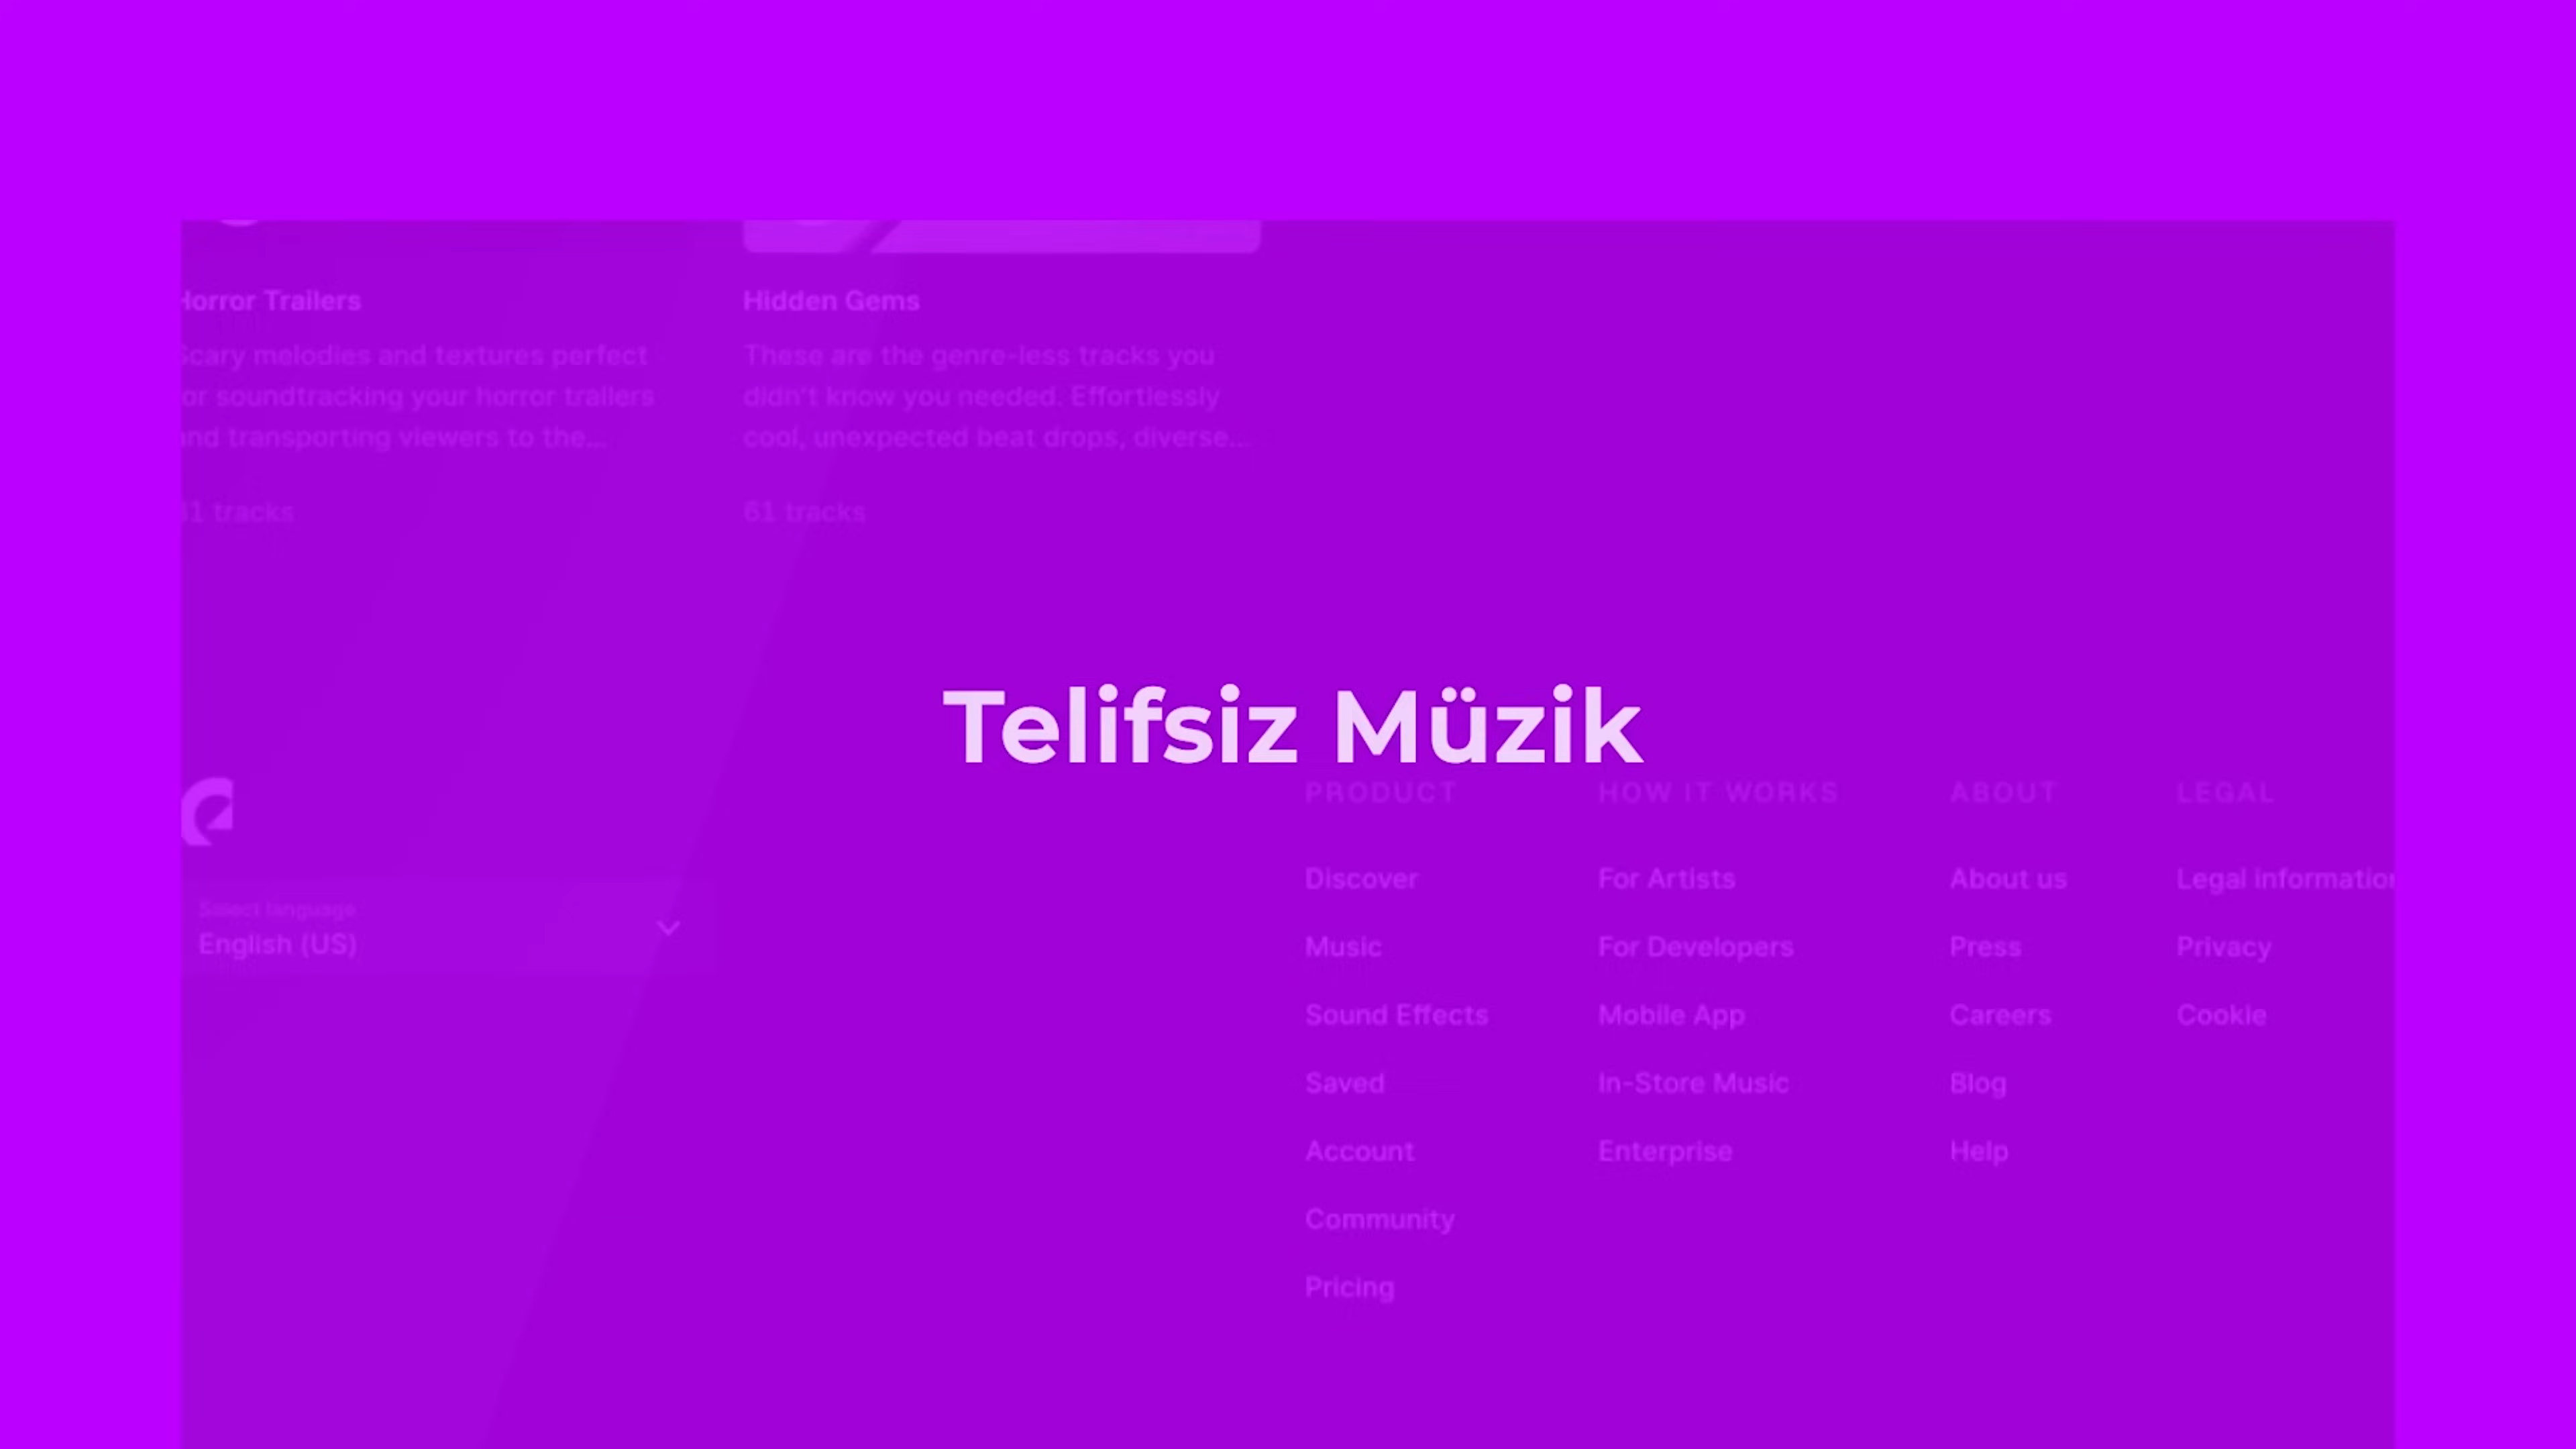 Horror Trailers
Scary melodies and textures perfect
for soundtracking your horror trailers
and transporting viewers to the...
tracks
Hidden Gems
These are the genre-less tracks you
didn't know you needed. Effortlessly
cool, unexpected beat drops, diverse...
61 tracks
Telifsiz Müzik
Select language
English (US)
PRODUCT
Discover
Music
Sound Effects
Saved
Account
Community
Pricing
HOW IT WORKS
For Artists
For Developers
Mobile App
In-Store Music
Enterprise
ABOUT
About us
Press
Careers
Blog
Help
LEGAL
Legal information
Privacy
Cookie